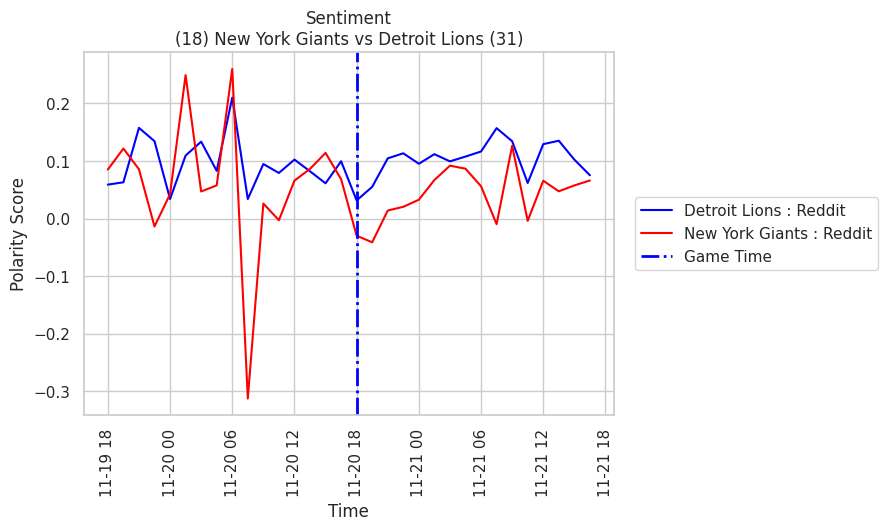 Sentiment
(18) New York Giants vs Detroit Lions (31)
Polarity Score
0.2
0.1
0.0
−0.1
−0.2
−0.3
11-19 18
11-20 00
11-20 06
11-20 12
11-20 18
11-21 00
11-21 06
11-21 12
11-21 18
Time
Detroit Lions : Reddit
New York Giants : Reddit
Game Time